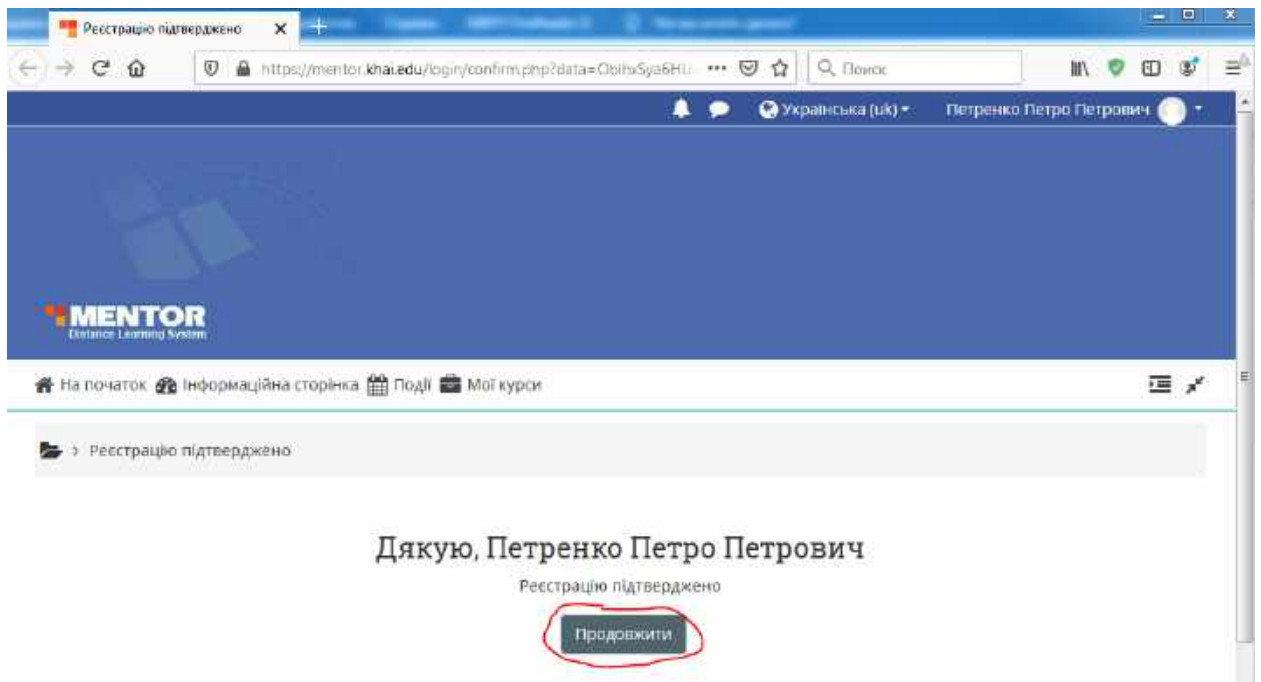 Реєстрацію підтверджено
https://mentor.khai.edu/login/confirm.php?data=
Поиск
Українська (uk)
Петренко Петро Петрович
MENTOR
Distance Learning System
На початок Інформаційна сторінка Події Мої курси
> Реєстрацію підтверджено
Дякую, Петренко Петро Петрович
Реєстрацію підтверджено
Продовжити